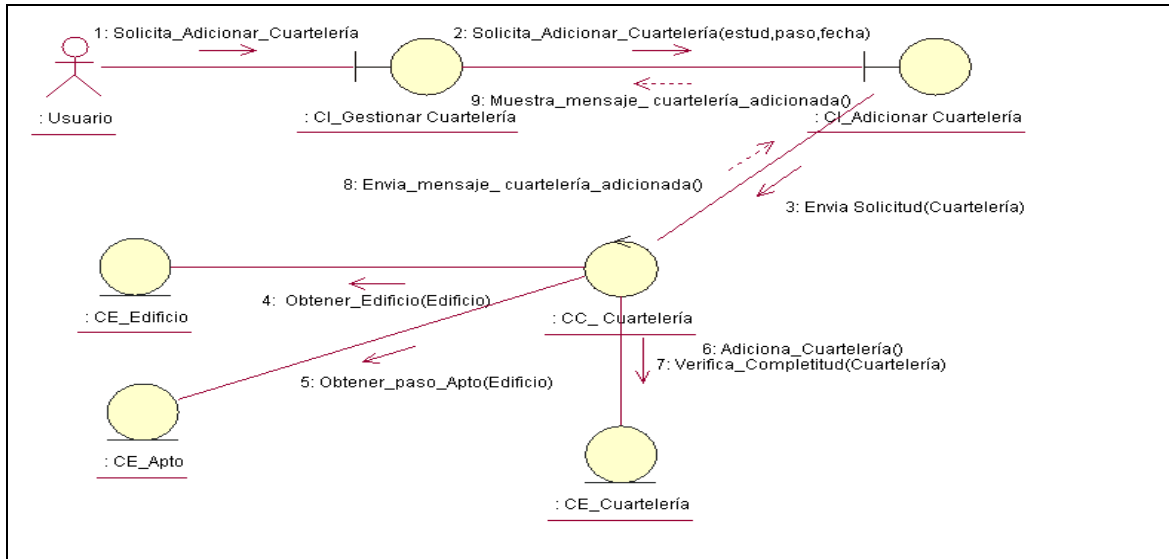 1: Solicita_Adicionar_Cuartelería
2: Solicita_Adicionar_Cuartelería(estud,paso,fecha)
9: Muestra_mensaje_ cuartelería_adicionada()
: Usuario
: CI_Gestionar Cuartelería
: CI_Adicionar Cuartelería
8: Envia_mensaje_ cuartelería_adicionada()
3: Envia Solicitud(Cuartelería)
4: Obtener_Edificio(Edificio)
: CE_Edificio
: CC_ Cuartelería
6: Adiciona_Cuartelería()
7: Verifica_Completitud(Cuartelería)
5: Obtener_paso_Apto(Edificio)
: CE_Apto
: CE_Cuartelería